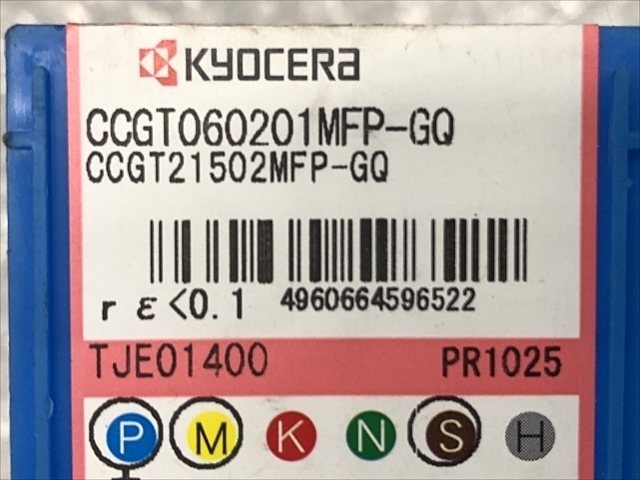 KYOCERA
CCGT060201MFP-GQ
CCGT21502MFP-GQ
r ε<0.1 4960664596522
TJE01400 PR1025
P M K N S H